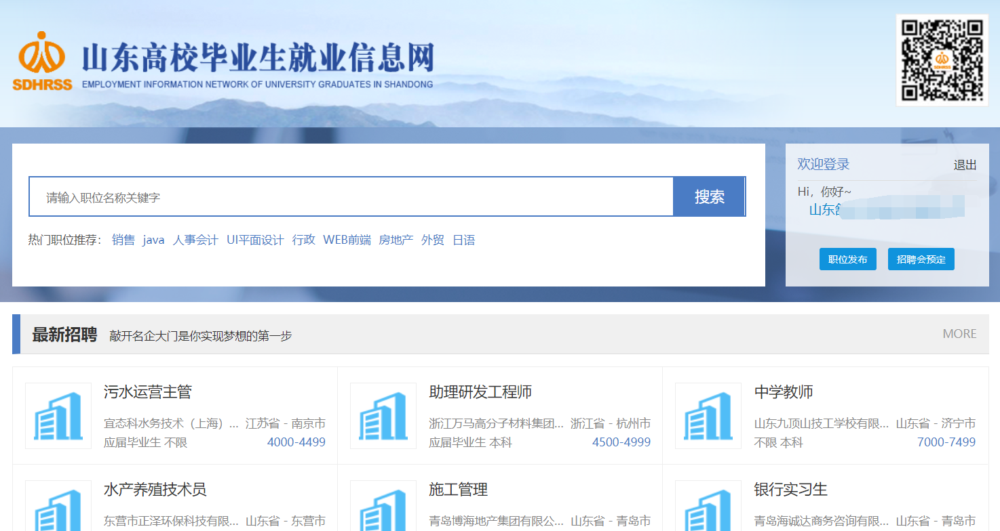 山东高校毕业生就业信息网
SDHRSS
EMPLOYMENT INFORMATION NETWORK OF UNIVERSITY GRADUATES IN SHANDONG
SDHRSS
请输入职位名称关键字
搜索
热门职位推荐： 销售 java 人事会计 UI平面设计 行政 WEB前端 房地产 外贸 日语
欢迎登录 退出
Hi，你好~
山东
职位发布 招聘会预定
最新招聘 敲开名企大门是你实现梦想的第一步 MORE
污水运营主管
宜态科水务技术（上海）... 江苏省 - 南京市
应届毕业生 不限 4000-4499
助理研发工程师
浙江万马高分子材料集团... 浙江省 - 杭州市
应届毕业生 本科 4500-4999
中学教师
山东九顶山技工学校有限... 山东省 - 济宁市
不限 本科 7000-7499
水产养殖技术员
东营市正泽环保科技有限... 山东省 - 东营市
施工管理
青岛博海地产集团有限公... 山东省 - 青岛市
银行实习生
青岛海诚达商务咨询有限... 山东省 - 青岛市